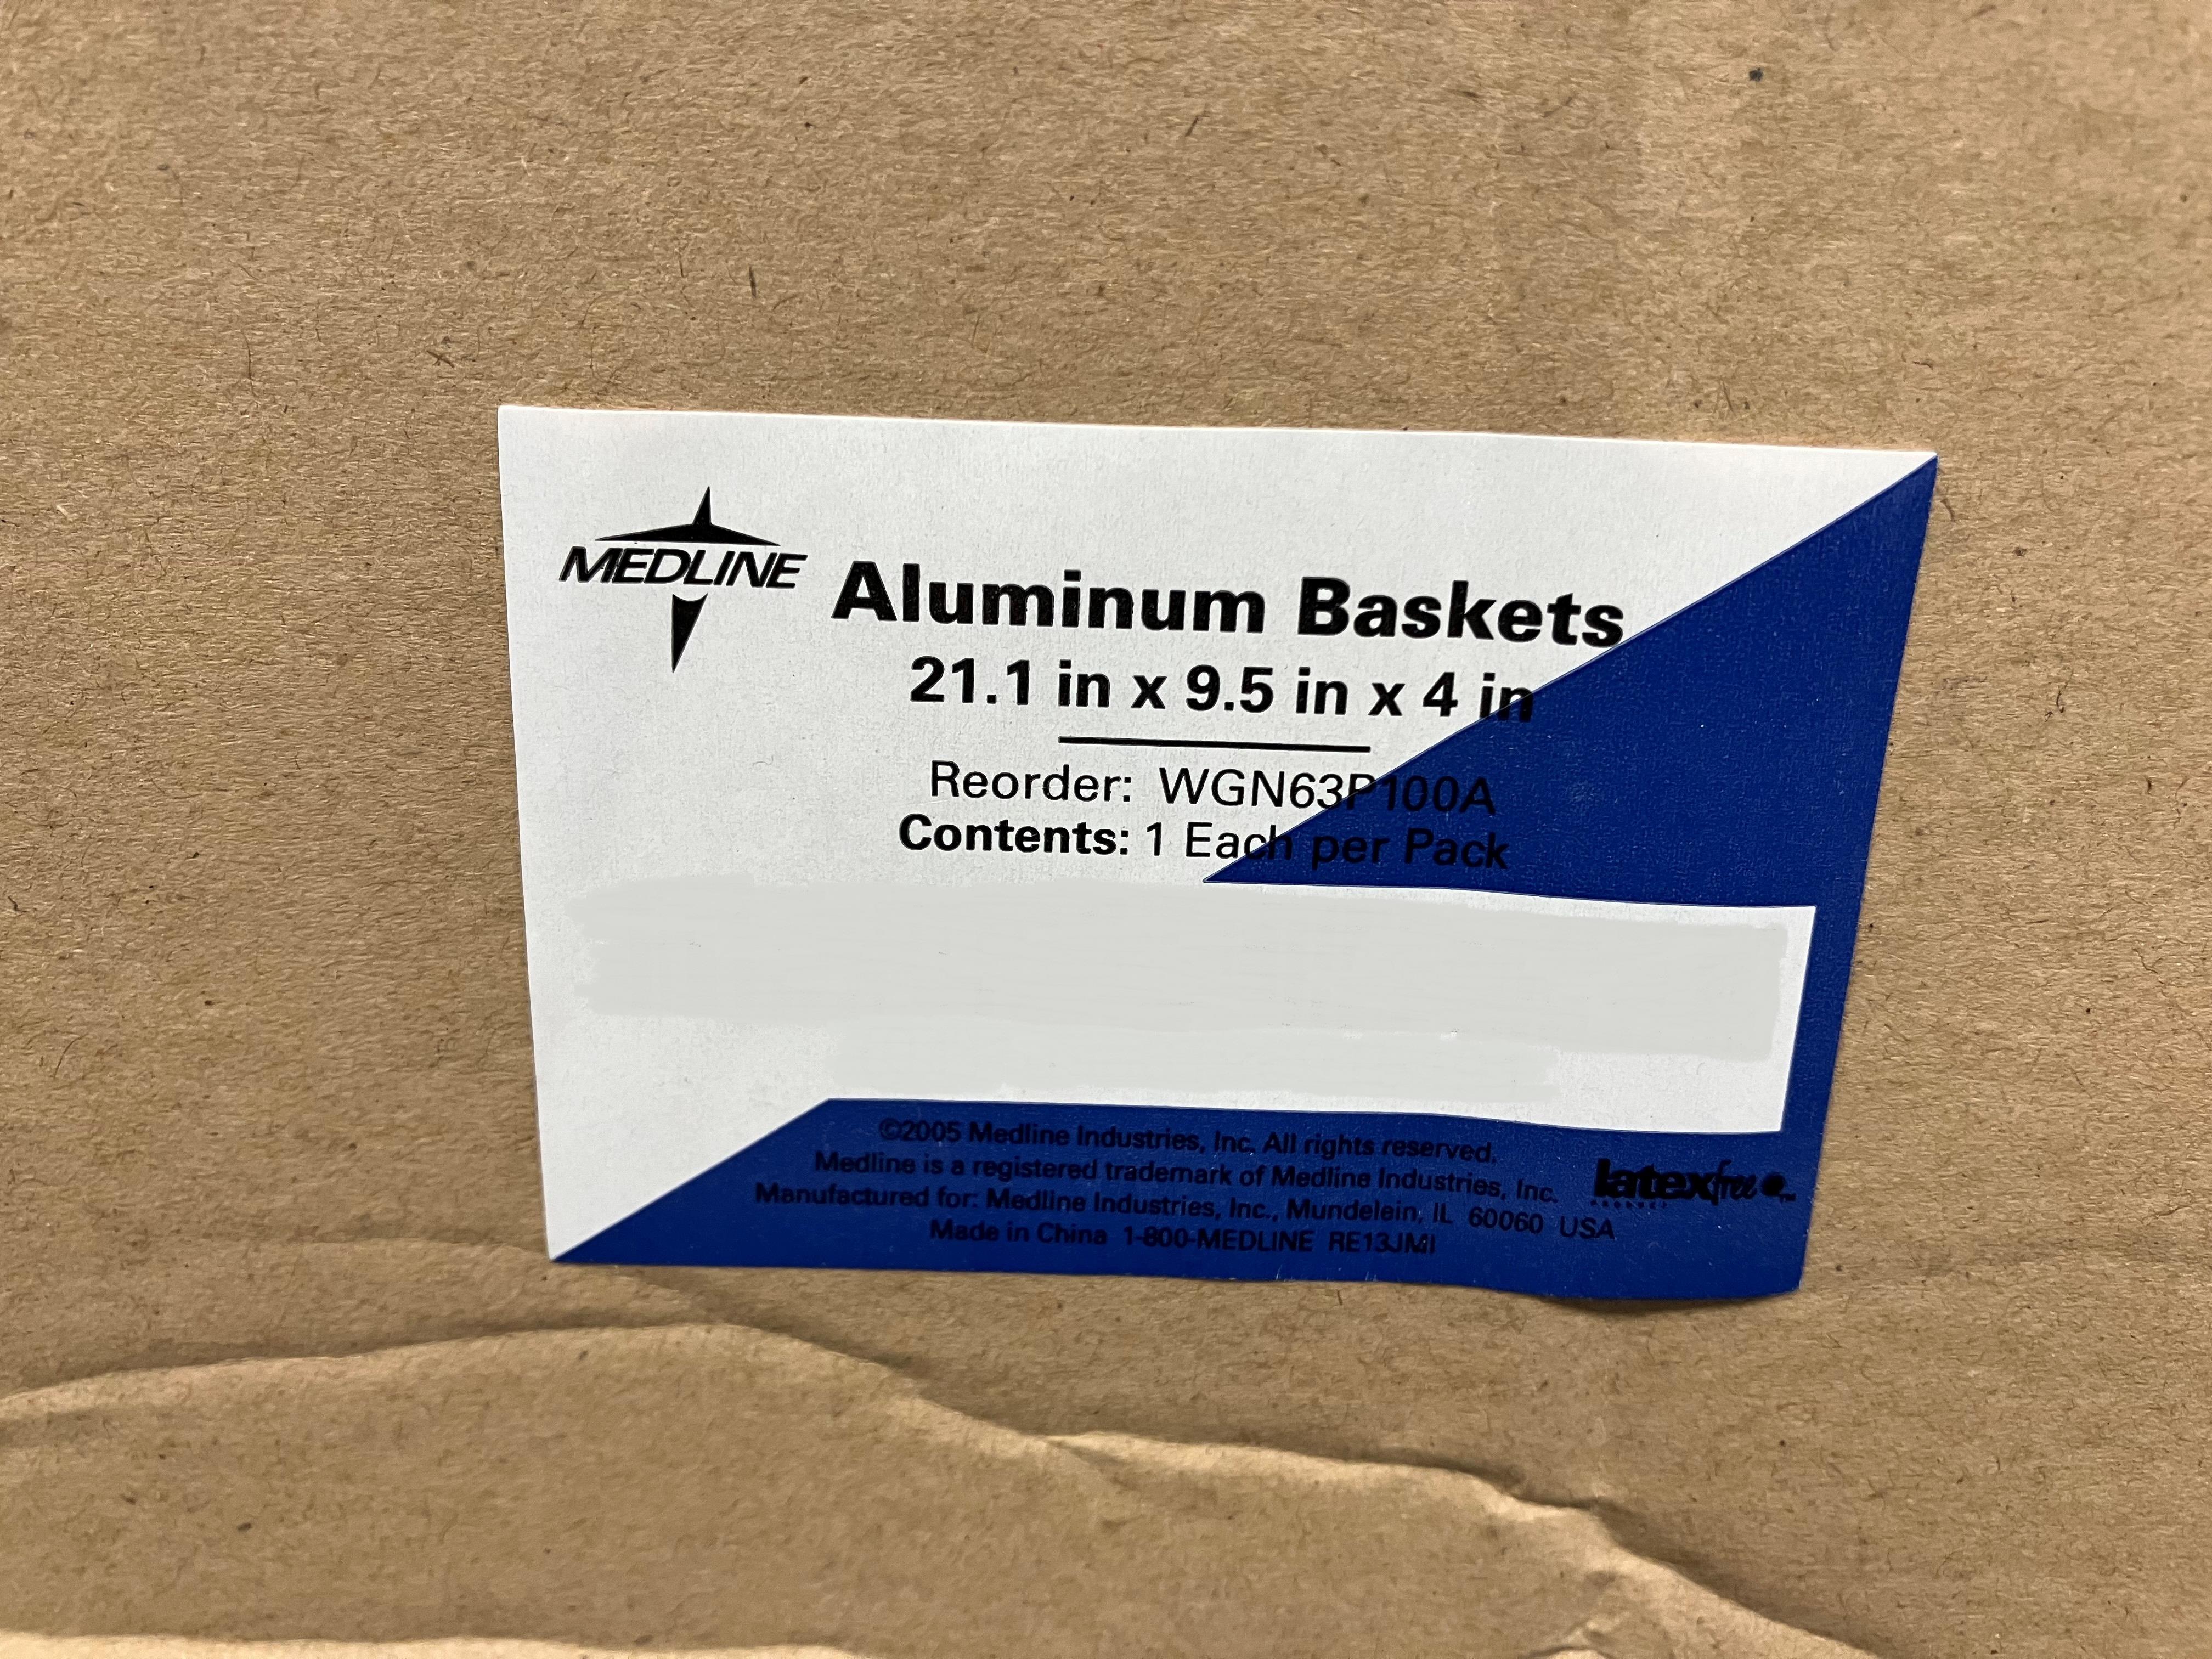 MEDLINE
Aluminum Baskets
21.1 in x 9.5 in x 4 in
Reorder: WGN63P100A
Contents: 1 Each per Pack
©2005 Medline Industries, Inc. All rights reserved.
Medline is a registered trademark of Medline Industries, Inc.
Manufactured for: Medline Industries, Inc., Mundelein, IL 60060 USA
Made in China 1-800-MEDLINE RE13JMI
latexfree™
PRODUCT